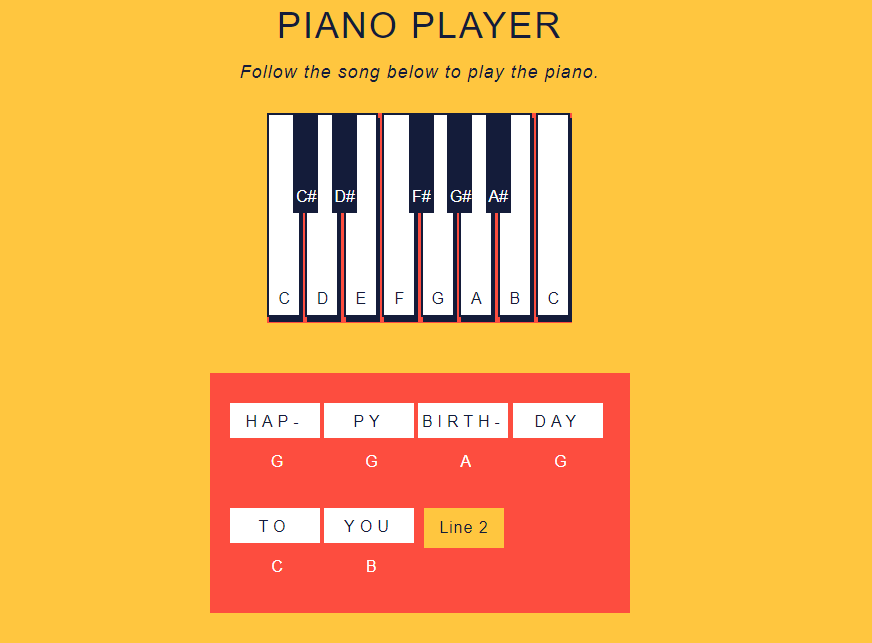 PIANO PLAYER
Follow the song below to play the piano.
C# D# F# G# A#
C D E F G A B C
HAP- PY BIRTH- DAY
G G A G
TO YOU Line 2
C B